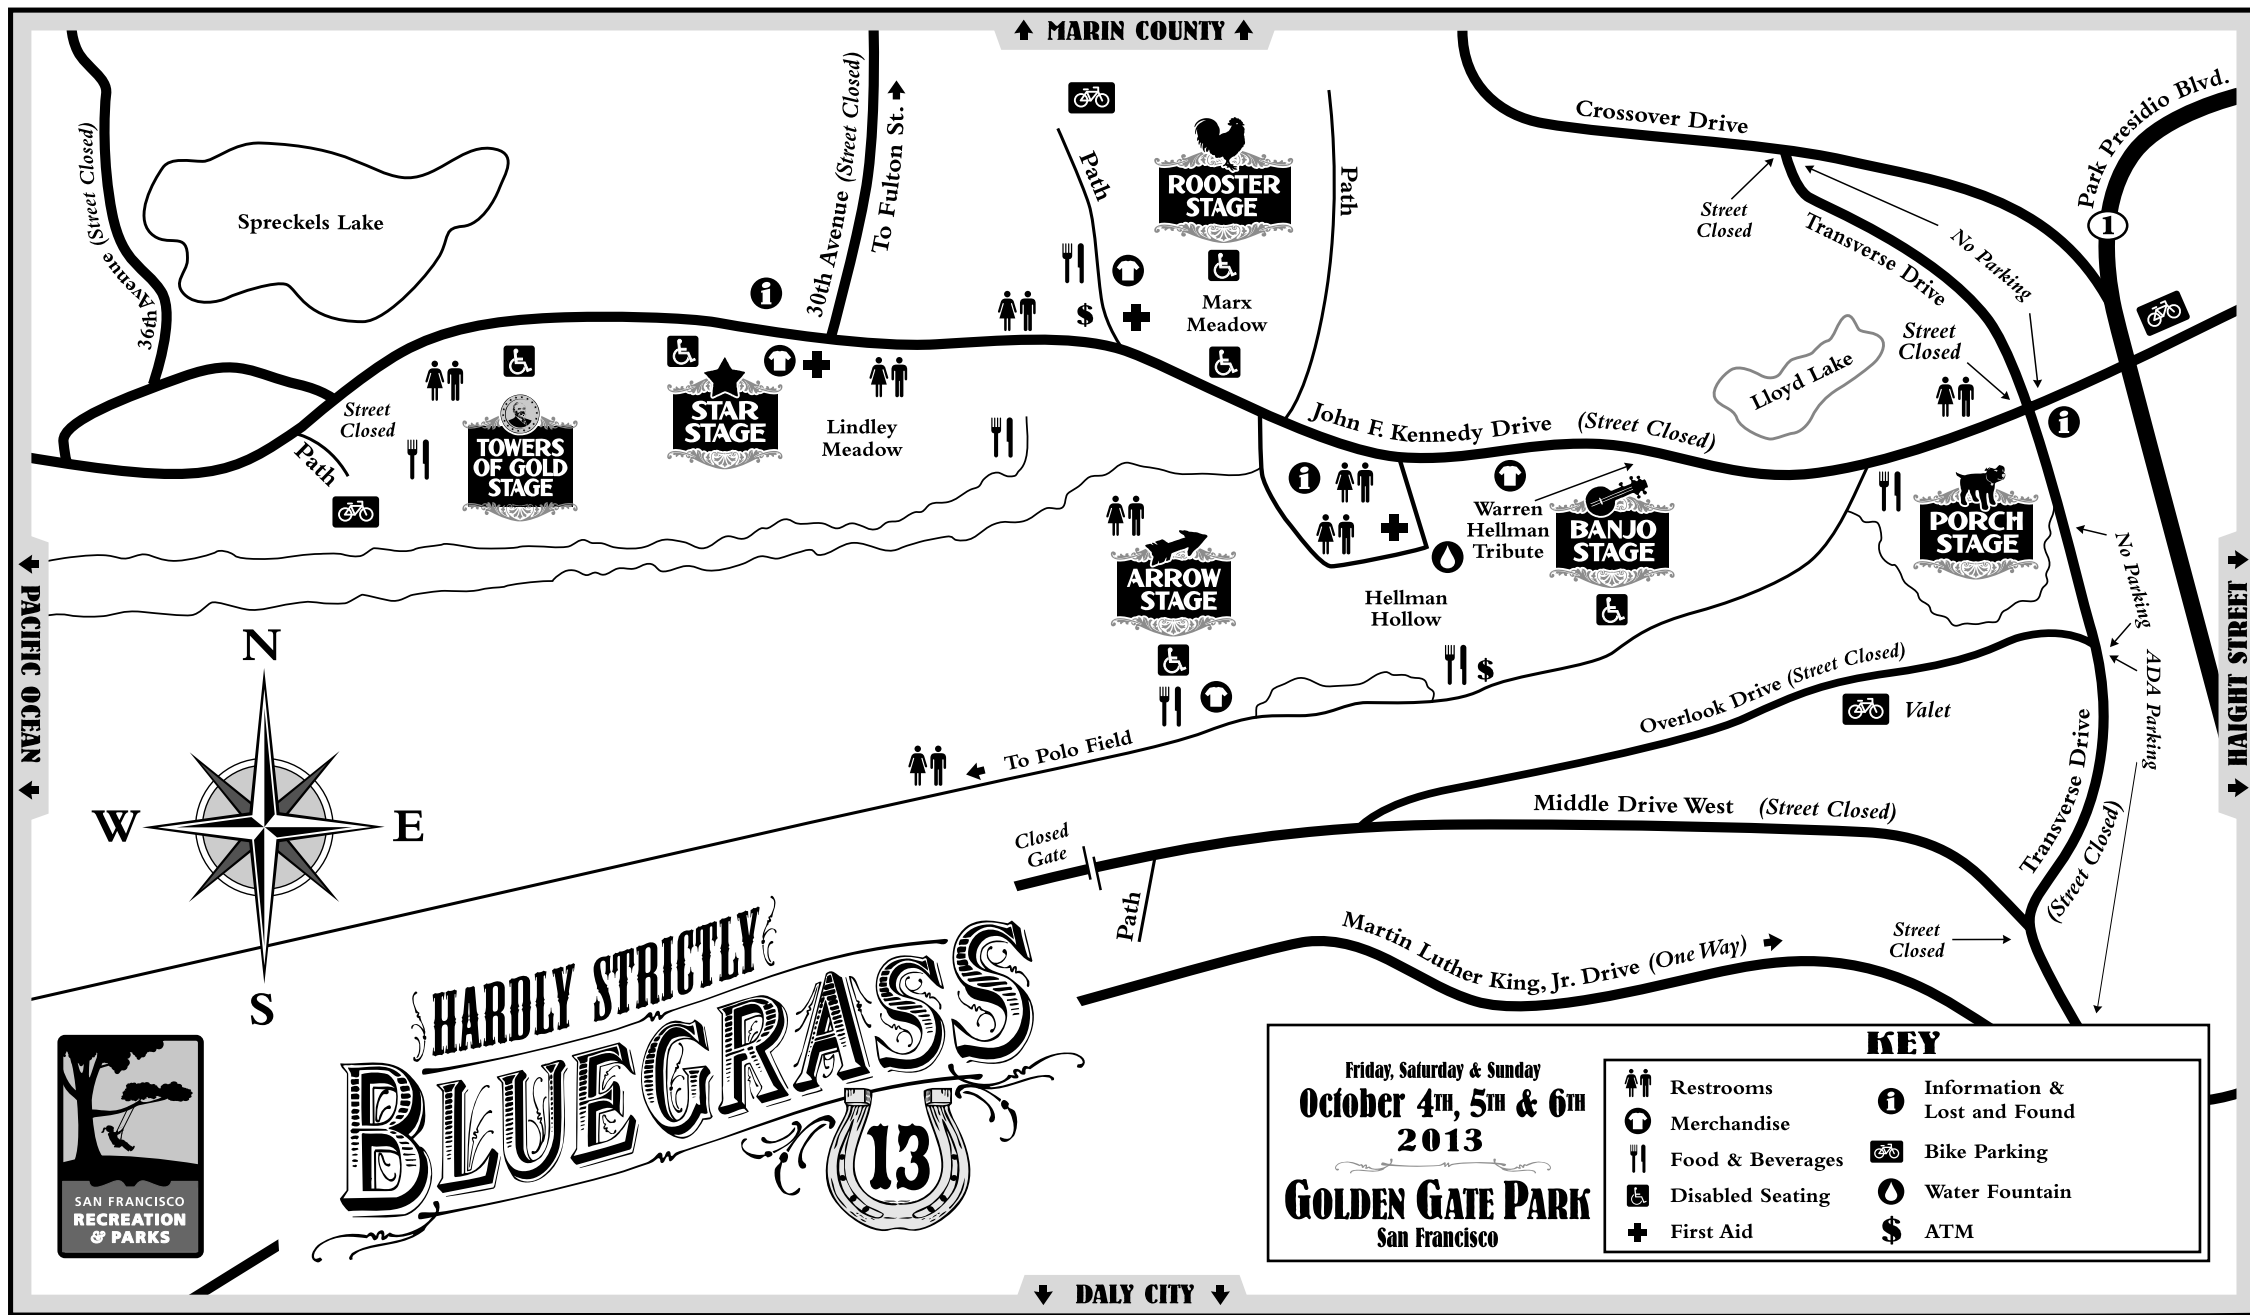 MARIN COUNTY
36th Avenue (Street Closed)
Spreckels Lake
30th Avenue (Street Closed)
To Fulton St.
Path
ROOSTER
STAGE
Marx
Meadow
Path
Crossover Drive
Street
Closed
Transverse Drive
No Parking
Park Presidio Blvd.
1
Street
Closed
Lloyd Lake
Street
Closed
Path
TOWERS
OF GOLD
STAGE
STAR
STAGE
Lindley
Meadow
John F. Kennedy Drive (Street Closed)
ARROW
STAGE
Warren
Hellman
Tribute
BANJO
STAGE
Hellman
Hollow
PORCH
STAGE
No Parking
ADA Parking
PACIFIC OCEAN
HAIGHT STREET
N
W
E
S
To Polo Field
Overlook Drive (Street Closed)
Valet
Middle Drive West (Street Closed)
Transverse Drive
(Street Closed)
Closed
Gate
Path
Martin Luther King, Jr. Drive (One Way)
Street
Closed
HARDLY STRICTLY
BLUEGRASS
13
SAN FRANCISCO
RECREATION
& PARKS
Friday, Saturday & Sunday
October 4TH, 5TH & 6TH
2013
GOLDEN GATE PARK
San Francisco
KEY
Restrooms
Merchandise
Food & Beverages
Disabled Seating
First Aid
Information &
Lost and Found
Bike Parking
Water Fountain
$ ATM
DALY CITY